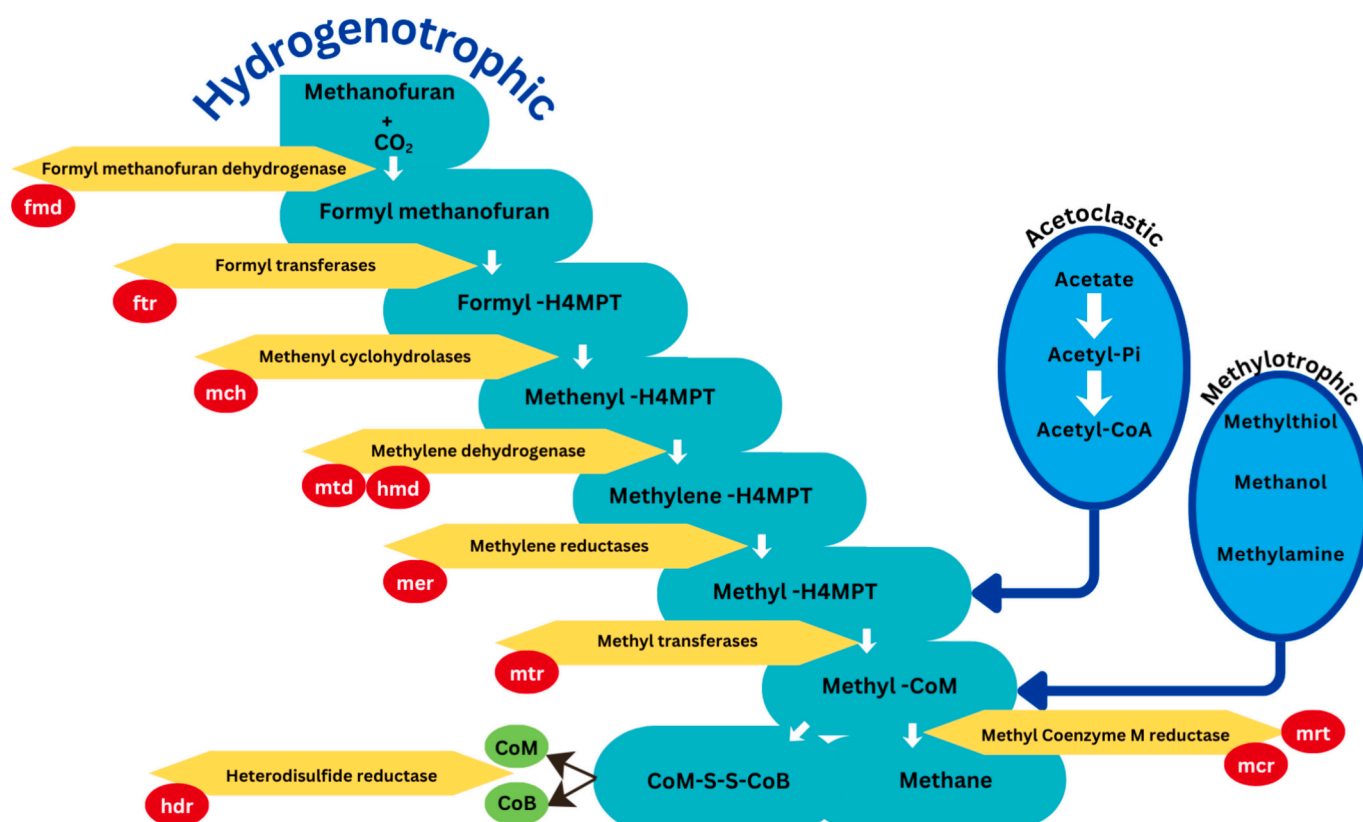 Hydrogenotrophic
Methanofuran
+
CO₂
Formyl methanofuran dehydrogenase
fmd
Formyl methanofuran
Formyl transferases
ftr
Formyl -H4MPT
Methenyl cyclohydrolases
mch
Methenyl -H4MPT
Methylene dehydrogenase
mtd hmd
Methylene -H4MPT
Methylene reductases
mer
Methyl -H4MPT
Methyl transferases
mtr
Methyl -CoM
Acetoclastic
Acetate
Acetyl-Pi
Acetyl-CoA
Methylotrophic
Methylthiol
Methanol
Methylamine
Methyl Coenzyme M reductase
mrt
mcr
Methane
CoM-S-S-CoB
CoM
CoB
Heterodisulfide reductase
hdr